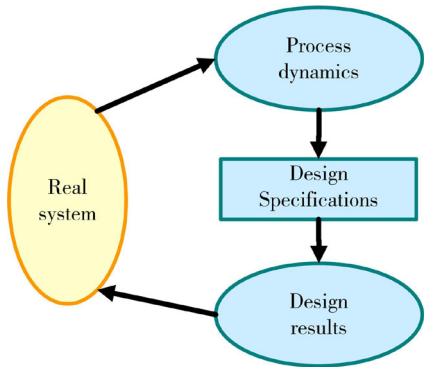 Process
dynamics
Design
Specifications
Real
system
Design
results